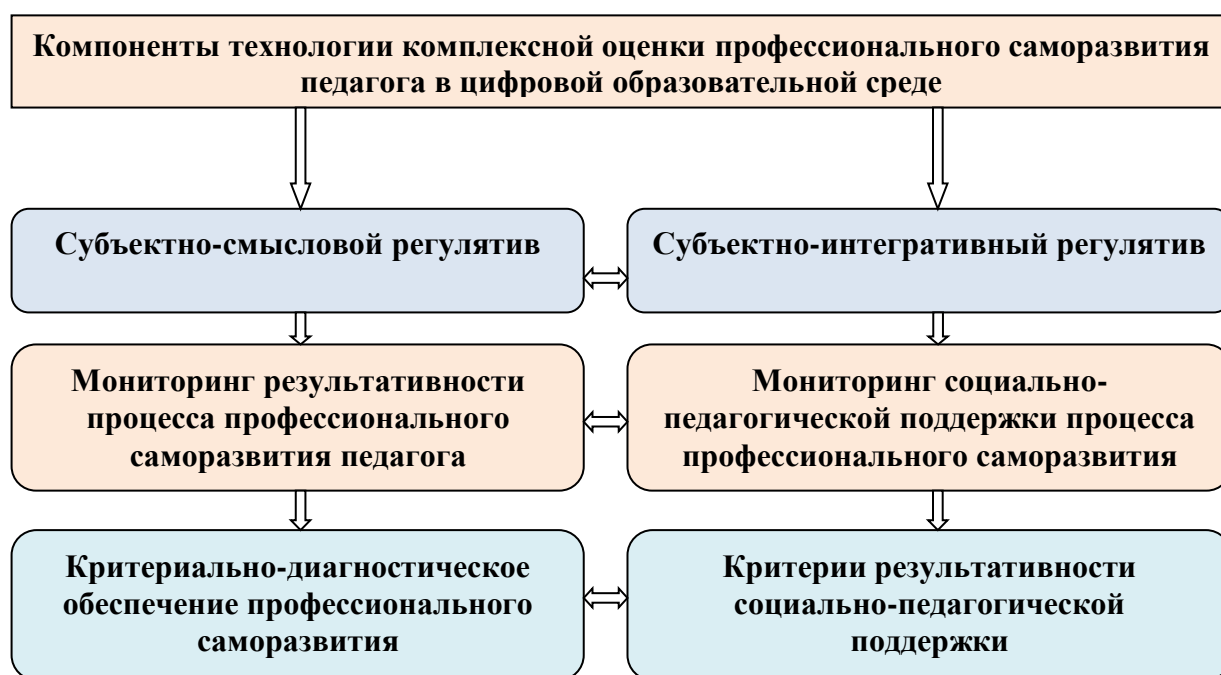 Компоненты технологии комплексной оценки профессионального саморазвития
педагога в цифровой образовательной среде
Субъектно-смысловой регулятив
Субъектно-интегративный регулятив
Мониторинг результативности
процесса профессионального
саморазвития педагога
Мониторинг социально-
педагогической поддержки процесса
профессионального саморазвития
Критериально-диагностическое
обеспечение профессионального
саморазвития
Критерии результативности
социально-педагогической
поддержки